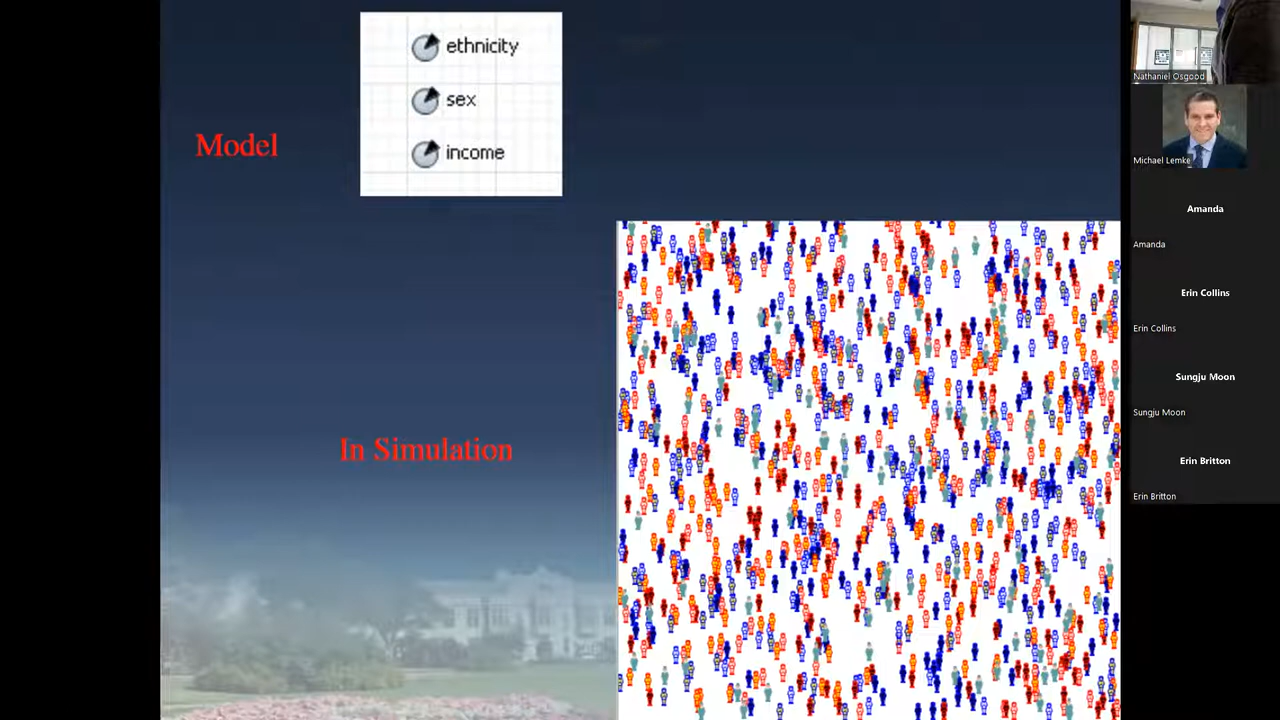 ethnicity
sex
income
Model
In Simulation
Nathaniel Osgood
Michael Lemke
Amanda
Amanda
Erin Collins
Erin Collins
Sungju Moon
Sungju Moon
Erin Britton
Erin Britton